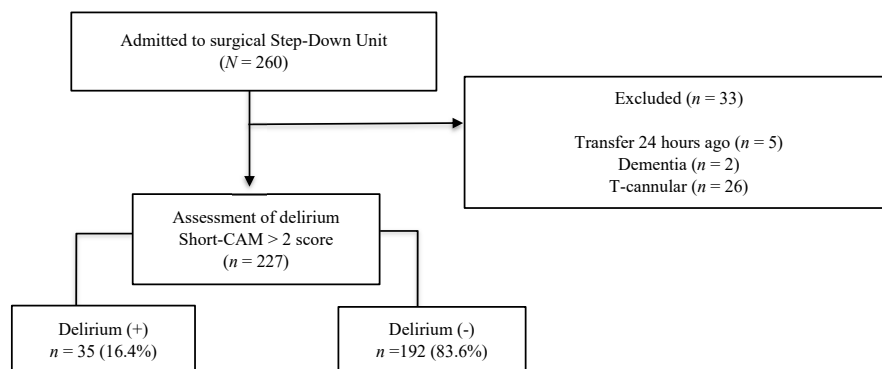 Admitted to surgical Step-Down Unit
(N = 260)
Excluded (n = 33)
Transfer 24 hours ago (n = 5)
Dementia (n = 2)
T-cannular (n = 26)
Assessment of delirium
Short-CAM > 2 score
(n = 227)
Delirium (+)
n = 35 (16.4%)
Delirium (-)
n =192 (83.6%)